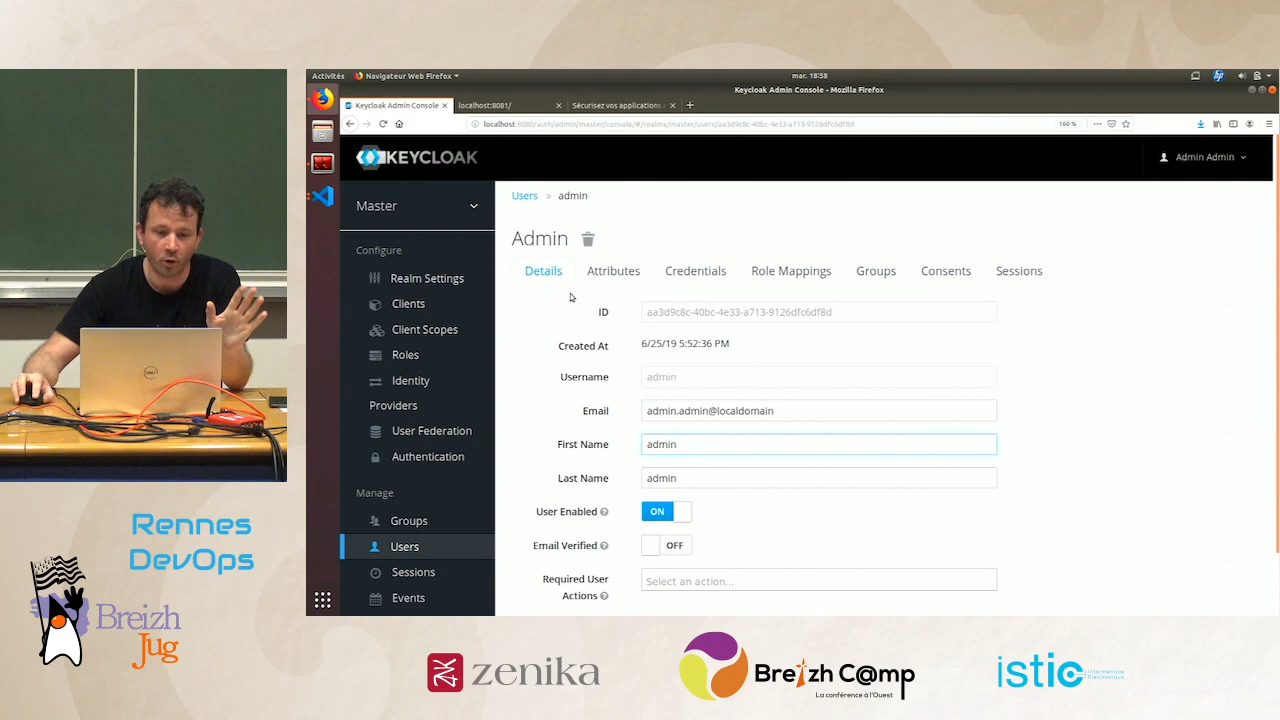 Activités
Navigateur Web Firefox
mar. 18:58
Keycloak Admin Console - Mozilla Firefox
Keycloak Admin Console
localhost:8081/
Sécurisez vos applications
localhost:8080/auth/admin/master/console/#/realms/master/users/aa3d9c8c-40bc-4e33-a713-9126dfc6df8d
160 %
KEYCLOAK
Admin Admin
Master
Users » admin
Admin
Details Attributes Credentials Role Mappings Groups Consents Sessions
Configure
Realm Settings
Clients
Client Scopes
Roles
Identity
Providers
User Federation
Authentication
Manage
Groups
Users
Sessions
Events
ID
aa3d9c8c-40bc-4e33-a713-9126dfc6df8d
Created At
6/25/19 5:52:36 PM
Username
admin
Email
admin.admin@localdomain
First Name
admin
Last Name
admin
User Enabled
ON
Email Verified
OFF
Required User
Actions
Select an action...
DELL
Rennes
DevOps
Breizh
Jug
zenika
Breizh C@mp
La conférence à l'Ouest
istic
Informatique
Électronique